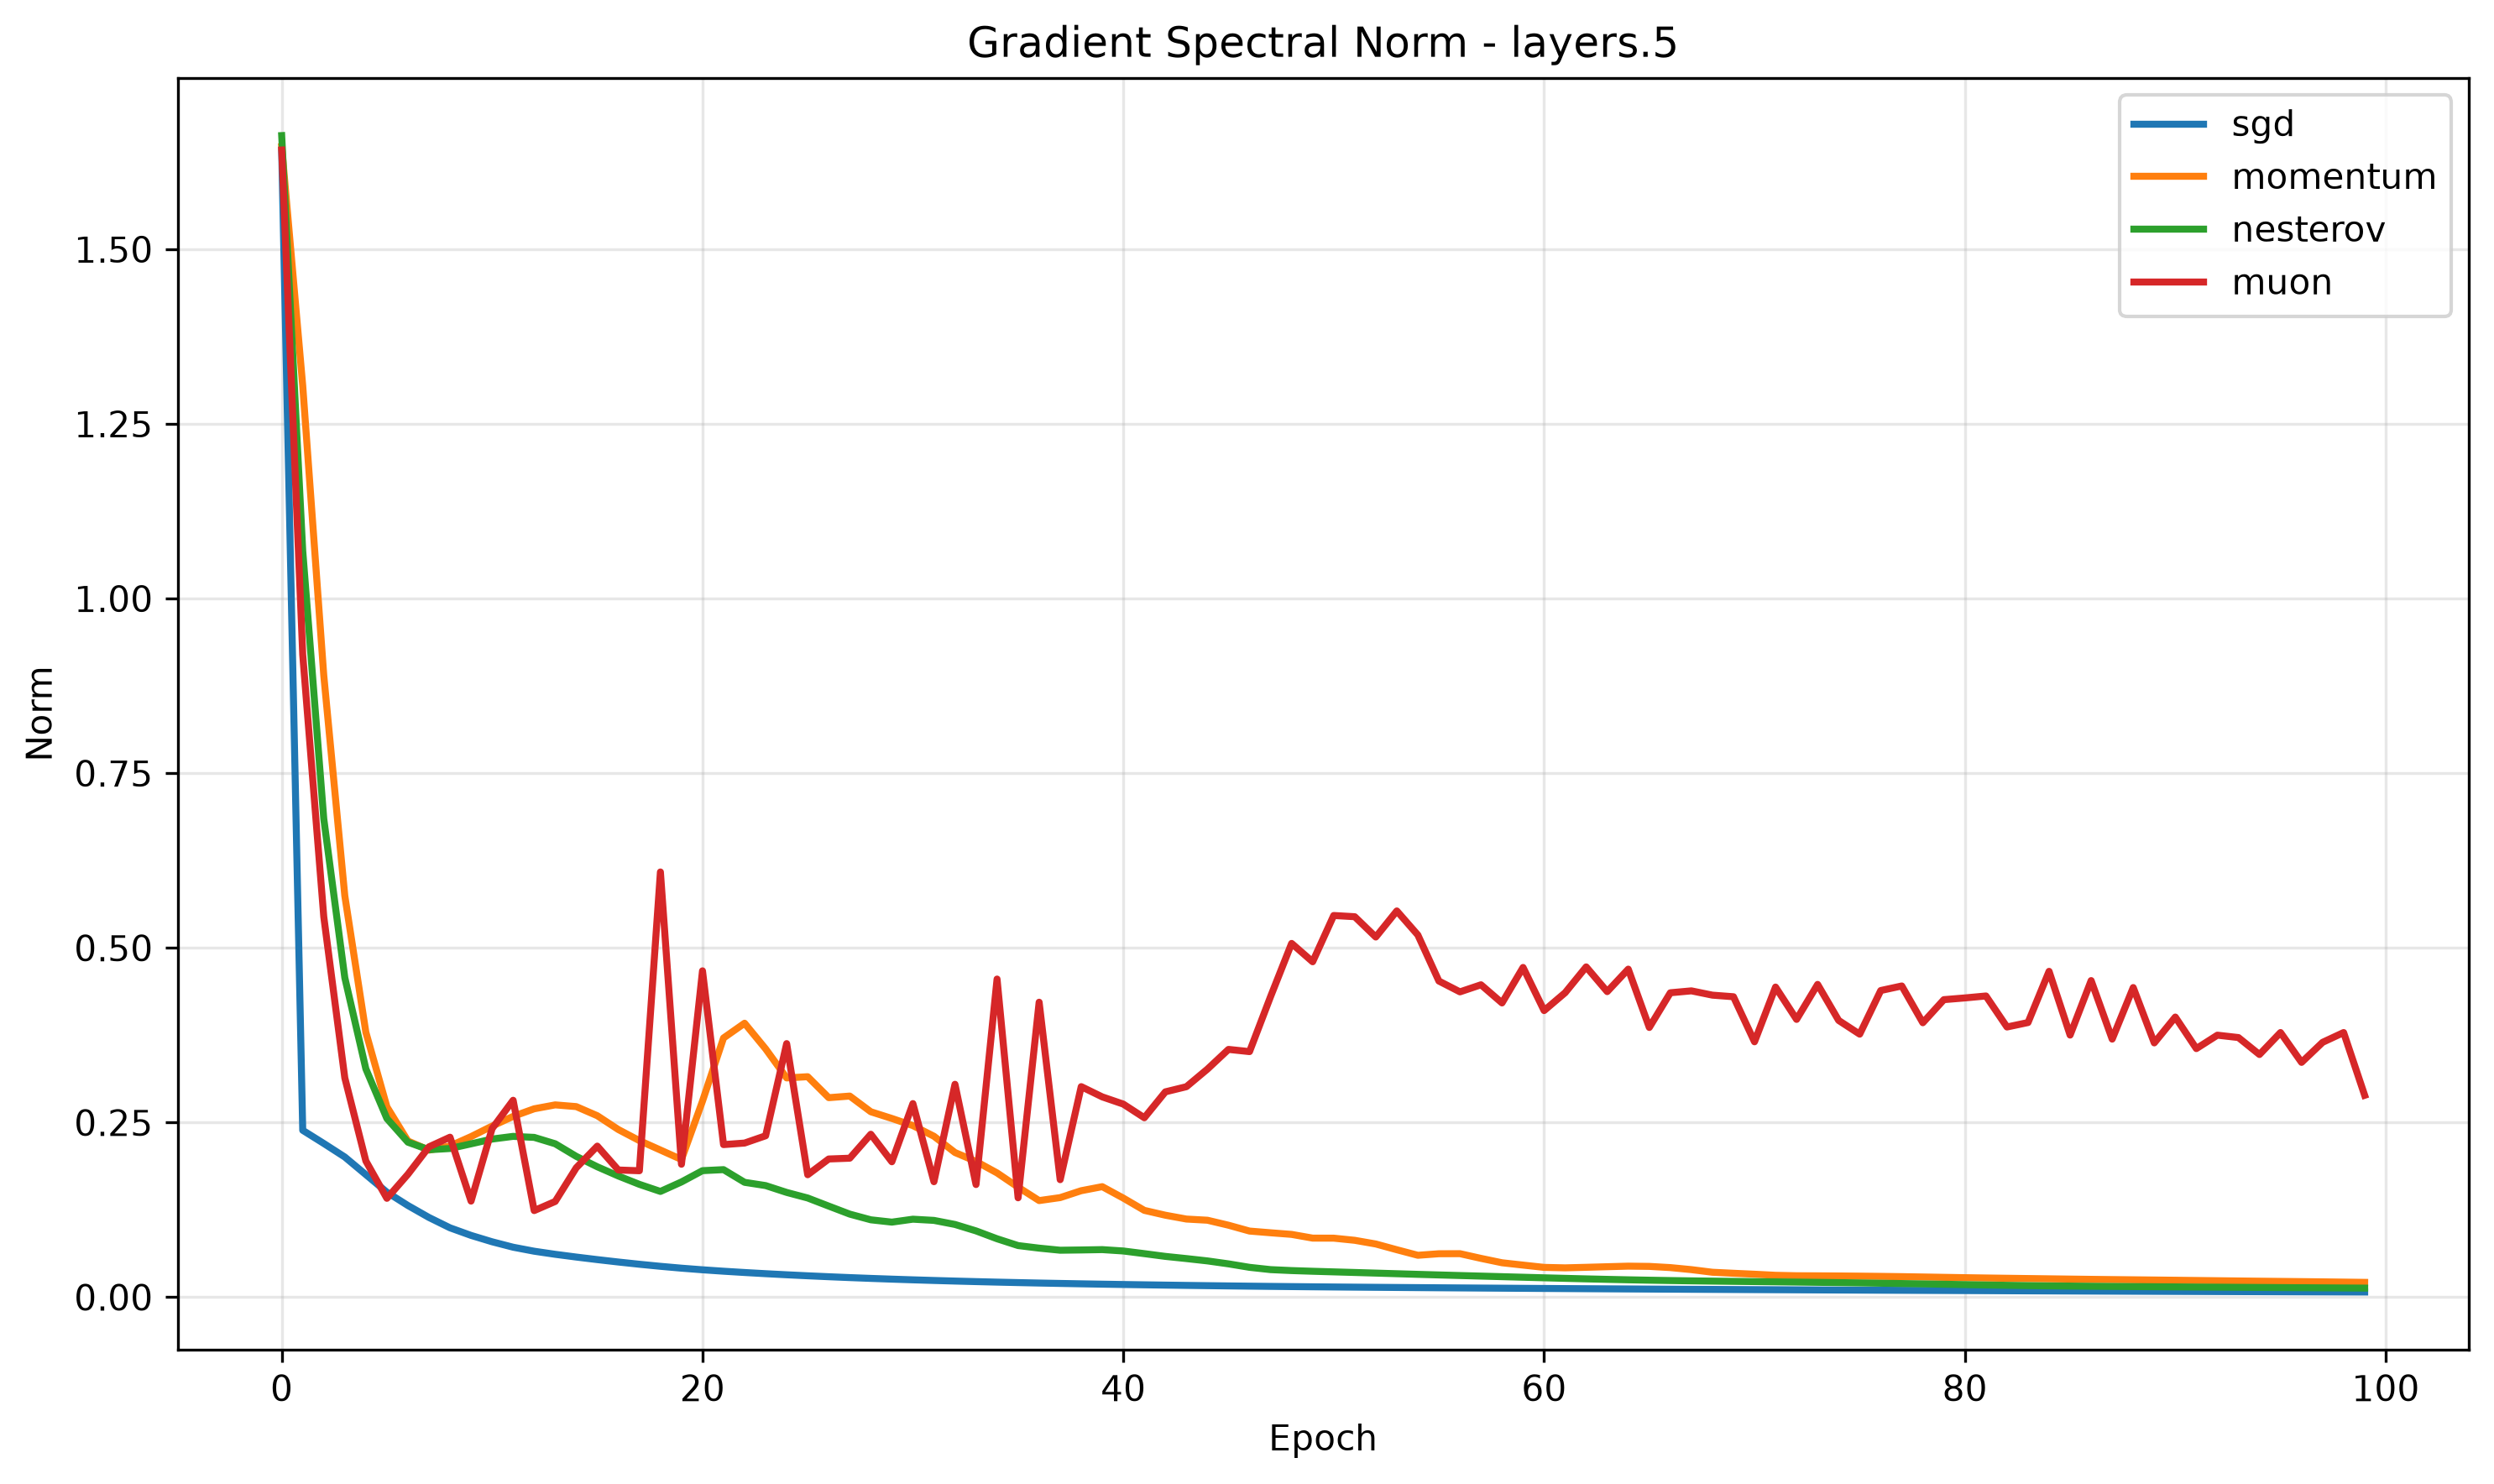 Gradient Spectral Norm - layers.5
sgd
momentum
nesterov
muon
1.50
1.25
1.00
0.75
0.50
0.25
0.00
Norm
0 20 40 60 80 100
Epoch